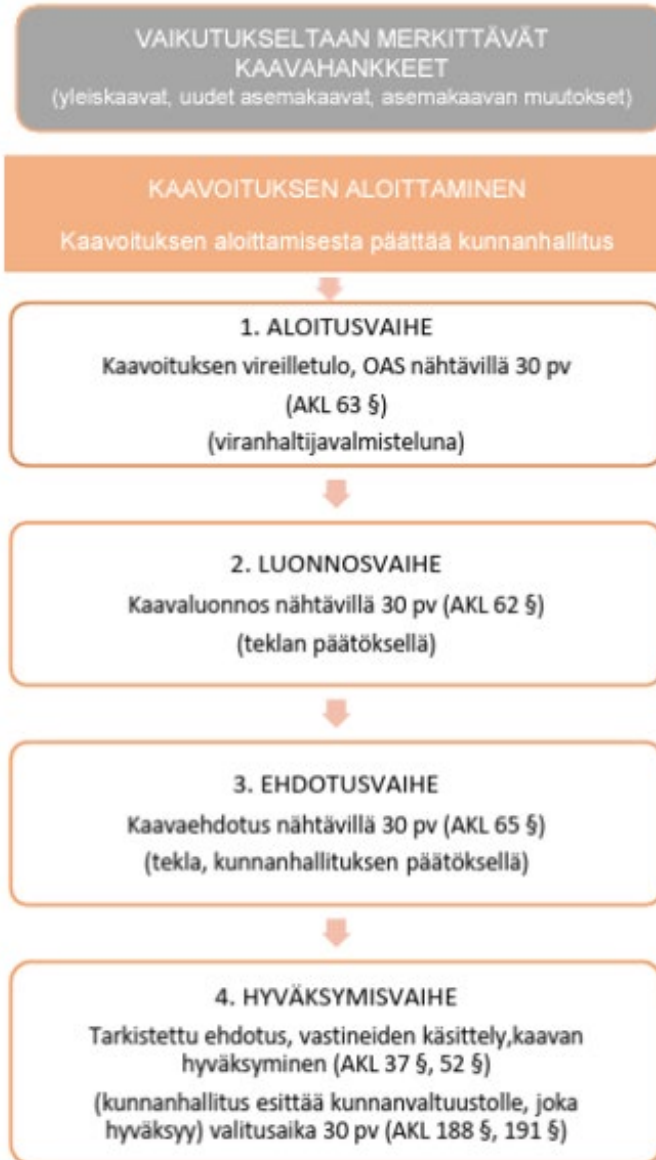 VAIKUTUKSELTAAN MERKITTÄVÄT
KAAVAHANKKEET
(yleiskaavat, uudet asemakaavat, asemakaavan muutokset)
KAAVOITUKSEN ALOITTAMINEN
Kaavoituksen aloittamisesta päättää kunnanhallitus
1. ALOITUSVAIHE
Kaavoituksen vireilletulo, OAS nähtävillä 30 pv
(AKL 63 §)
(viranhaltijavalmisteluna)
2. LUONNOSVAIHE
Kaavaluonnos nähtävillä 30 pv (AKL 62 §)
(teklan päätöksellä)
3. EHDOTUSVAIHE
Kaavaehdotus nähtävillä 30 pv (AKL 65 §)
(tekla, kunnanhallituksen päätöksellä)
4. HYVÄKSYMISVAIHE
Tarkistettu ehdotus, vastineiden käsittely,kaavan
hyväksyminen (AKL 37 §, 52 §)
(kunnanhallitus esittää kunnanvaltuustolle, joka
hyväksyy) valitusaika 30 pv (AKL 188 §, 191 §)